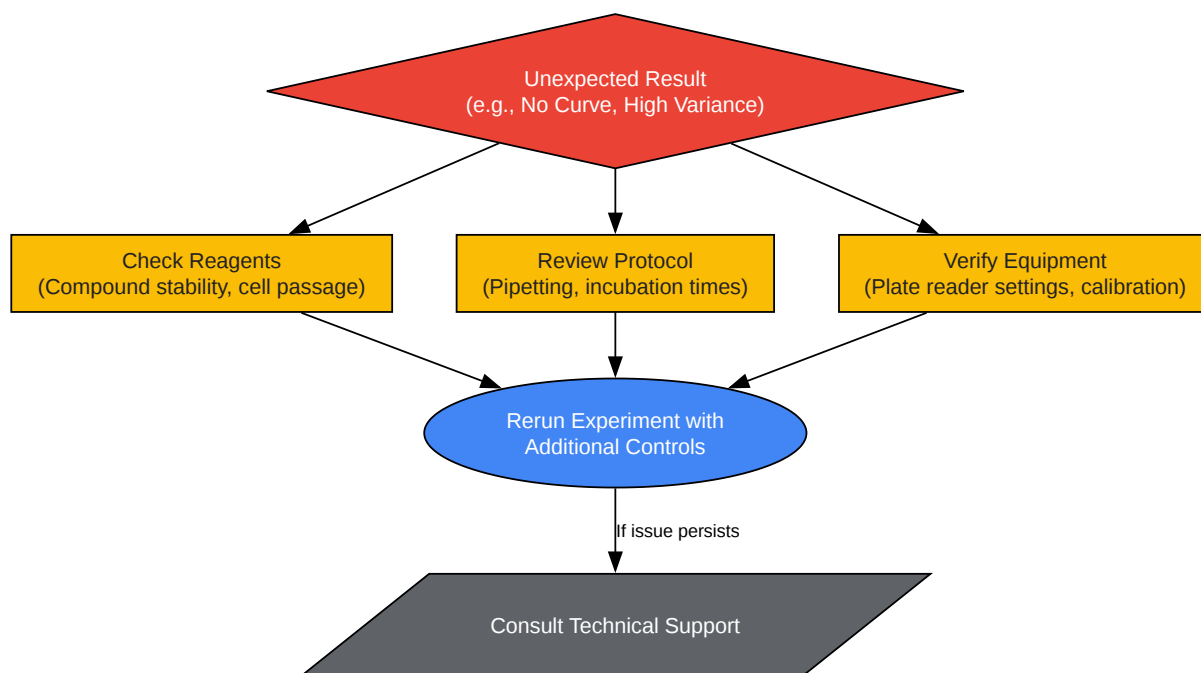 Unexpected Result
(e.g., No Curve, High Variance)
Check Reagents
(Compound stability, cell passage)
Review Protocol
(Pipetting, incubation times)
Verify Equipment
(Plate reader settings, calibration)
Rerun Experiment with
Additional Controls
If issue persists
Consult Technical Support